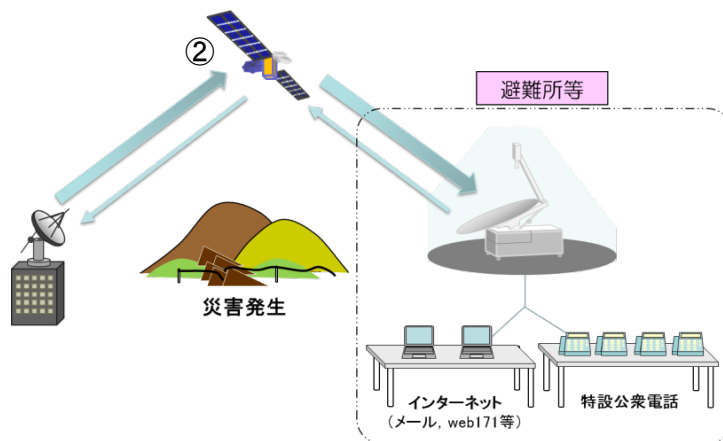 ②
避難所等
災害発生
インターネット
（メール，web171等）
特設公衆電話